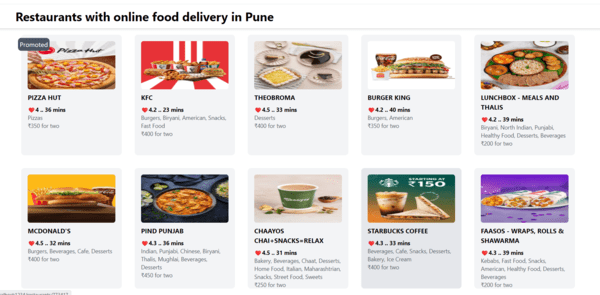 Restaurants with online food delivery in Pune
Promoted
Pizza Hut
PIZZA HUT
4 .. 36 mins
Pizzas
₹350 for two
KFC
4.2 .. 23 mins
Burgers, Biryani, American, Snacks,
Fast Food
₹400 for two
THEOBROMA
4.5 .. 33 mins
Desserts
₹400 for two
BURGER KING
4.2 .. 40 mins
Burgers, American
₹350 for two
LUNCHBOX - MEALS AND
THALIS
4.2 .. 39 mins
Biryani, North Indian, Punjabi,
Healthy Food, Desserts, Beverages
₹200 for two
MCDONALD'S
4.5 .. 32 mins
Burgers, Beverages, Cafe, Desserts
₹400 for two
PIND PUNJAB
4.3 .. 36 mins
Indian, Punjabi, Chinese, Biryani,
Thalis, Mughlai, Beverages,
Desserts
₹450 for two
CHAAYOS
CHAI+SNACKS=RELAX
4.5 .. 31 mins
Bakery, Beverages, Chaat, Desserts,
Home Food, Italian, Maharashtrian,
Snacks, Street Food, Sweets
₹250 for two
STARTING AT
₹150
STARBUCKS COFFEE
4.3 .. 33 mins
Beverages, Cafe, Snacks, Desserts,
Bakery, Ice Cream
₹400 for two
FAASOS - WRAPS, ROLLS &
SHAWARMA
4.3 .. 39 mins
Kebabs, Fast Food, Snacks,
American, Healthy Food, Desserts,
Beverages
₹200 for two